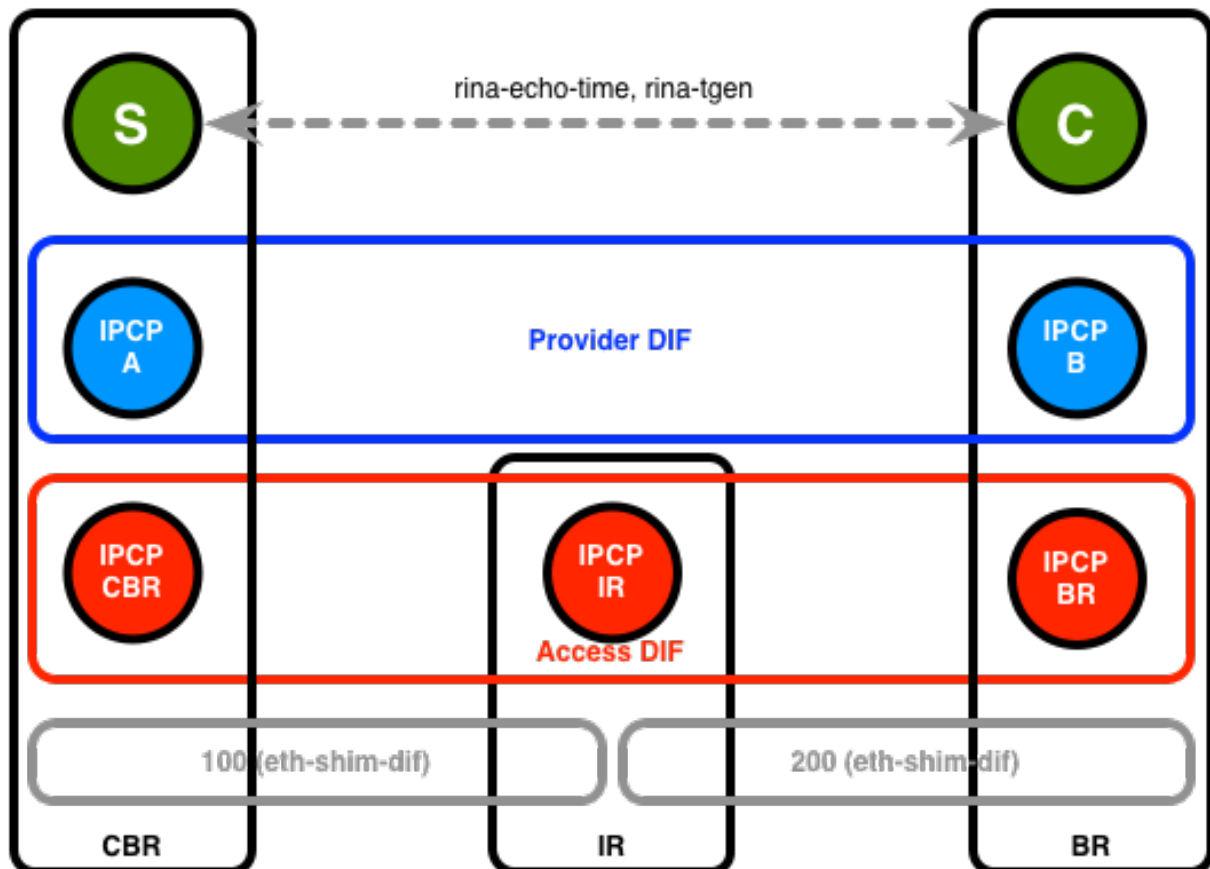 rina-echo-time, rina-tgen
S
C
IPCP
A
Provider DIF
IPCP
B
IPCP
CBR
IPCP
IR
IPCP
BR
Access DIF
100 (eth-shim-dif)
200 (eth-shim-dif)
CBR
IR
BR